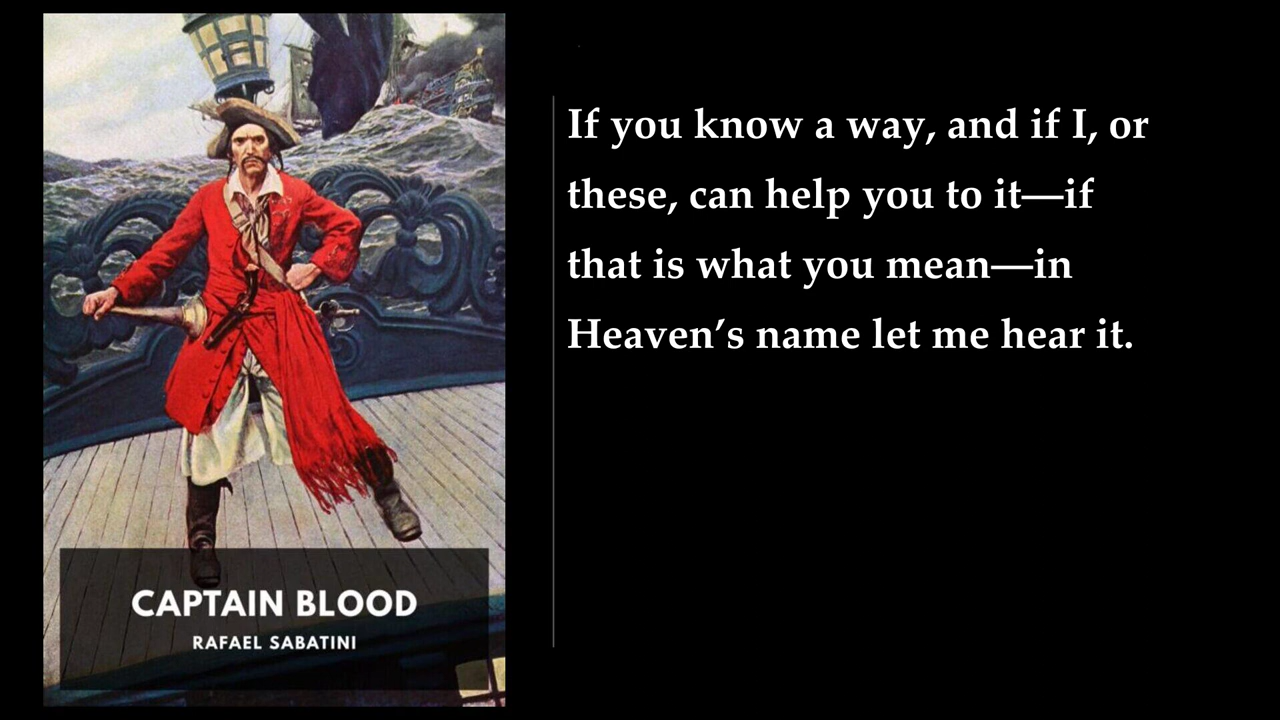 If you know a way, and if I, or
these, can help you to it—if
that is what you mean—in
Heaven’s name let me hear it.
CAPTAIN BLOOD
RAFAEL SABATINI